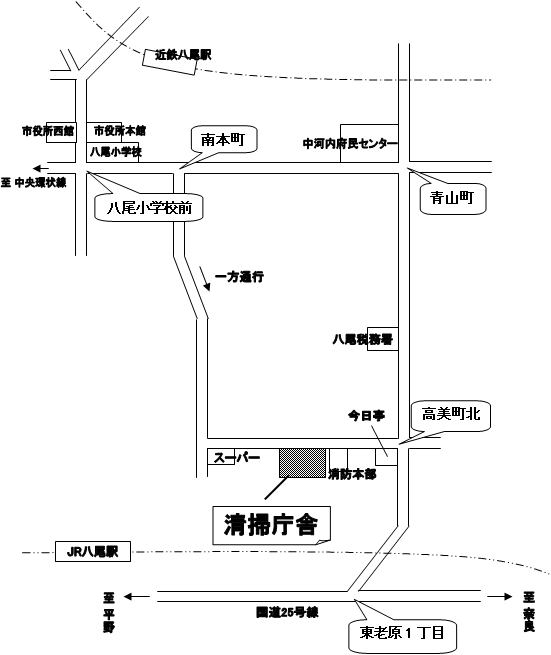 近鉄八尾駅
市役所西館
市役所本館
八尾小学校
南本町
中河内府民センター
至 中央環状線
八尾小学校前
青山町
一方通行
八尾税務署
今日亭
高美町北
スーパー
消防本部
清掃庁舎
JR八尾駅
至 平野
国道25号線
至 奈良
東老原1丁目